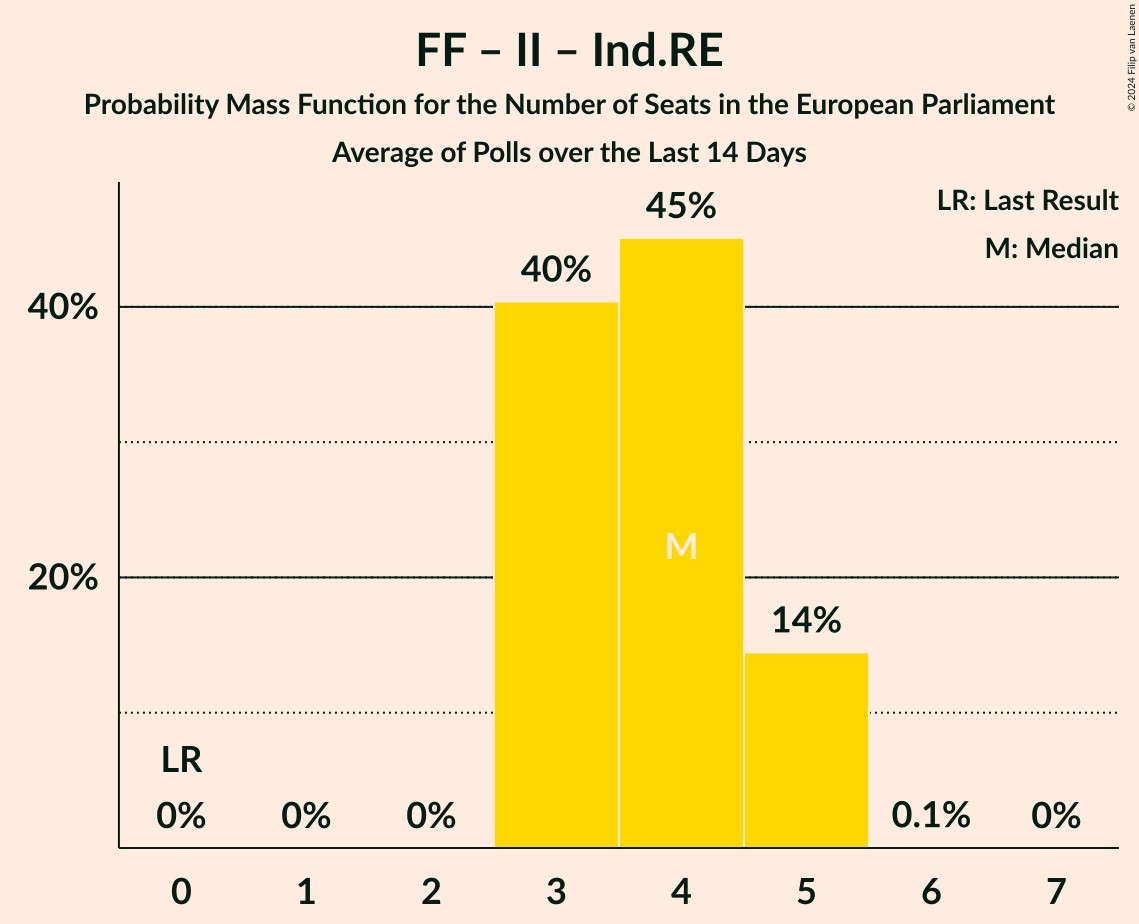 FF – II – Ind.RE
Probability Mass Function for the Number of Seats in the European Parliament
Average of Polls over the Last 14 Days
© 2024 Filip van Laenen
LR: Last Result
M: Median
45%
40%
40%
M
20%
14%
LR
0%
0%
0%
0.1%
0%
0
1
2
3
4
5
6
7